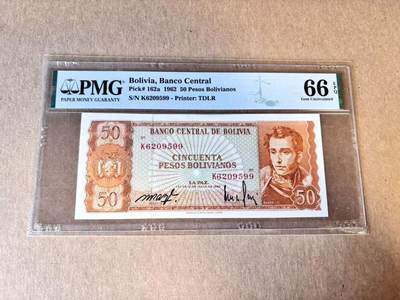 PMG
PAPER MONEY GUARANTY
Bolivia, Banco Central
Pick# 162a 1962 50 Pesos Bolivianos
S/N K6209599 - Printer: TDLR
66 EPQ
Gem Uncirculated
50
BANCO CENTRAL DE BOLIVIA
K6209599
CINCUENTA
PESOS BOLIVIANOS
K6209599
LA PAZ
50
50